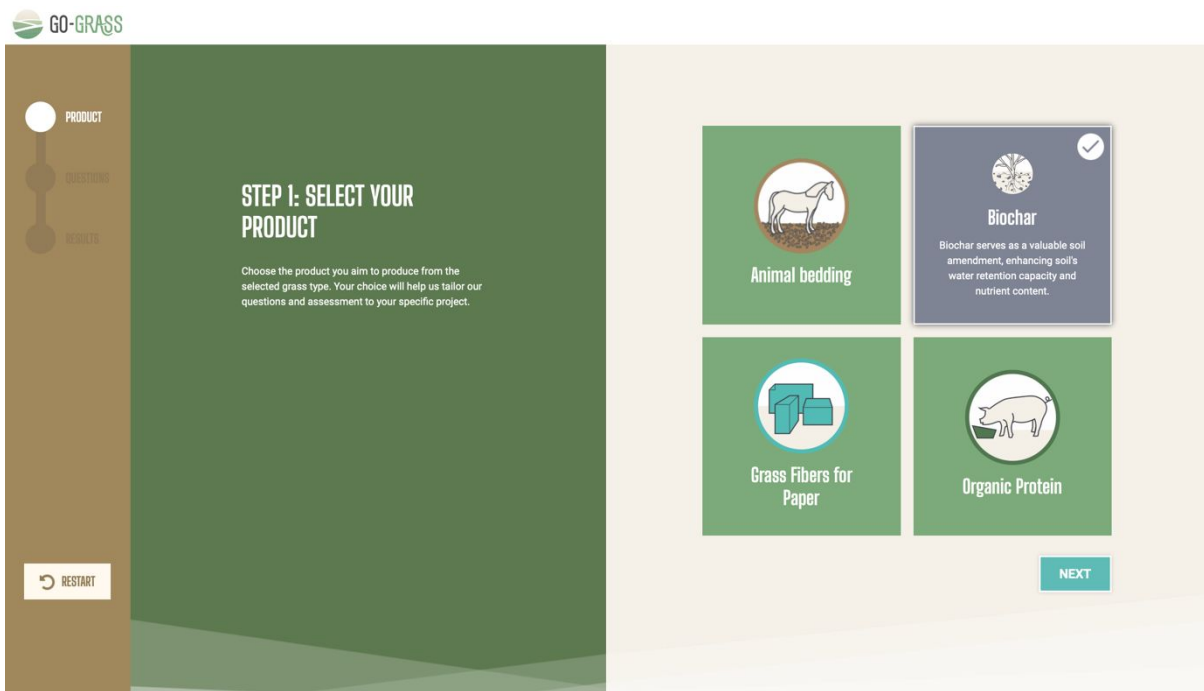 GO-GRASS
PRODUCT
QUESTIONS
RESULTS
RESTART
STEP 1: SELECT YOUR
PRODUCT
Choose the product you aim to produce from the
selected grass type. Your choice will help us tailor our
questions and assessment to your specific project.
Animal bedding
Biochar
Biochar serves as a valuable soil
amendment, enhancing soil's
water retention capacity and
nutrient content.
Grass Fibers for
Paper
Organic Protein
NEXT